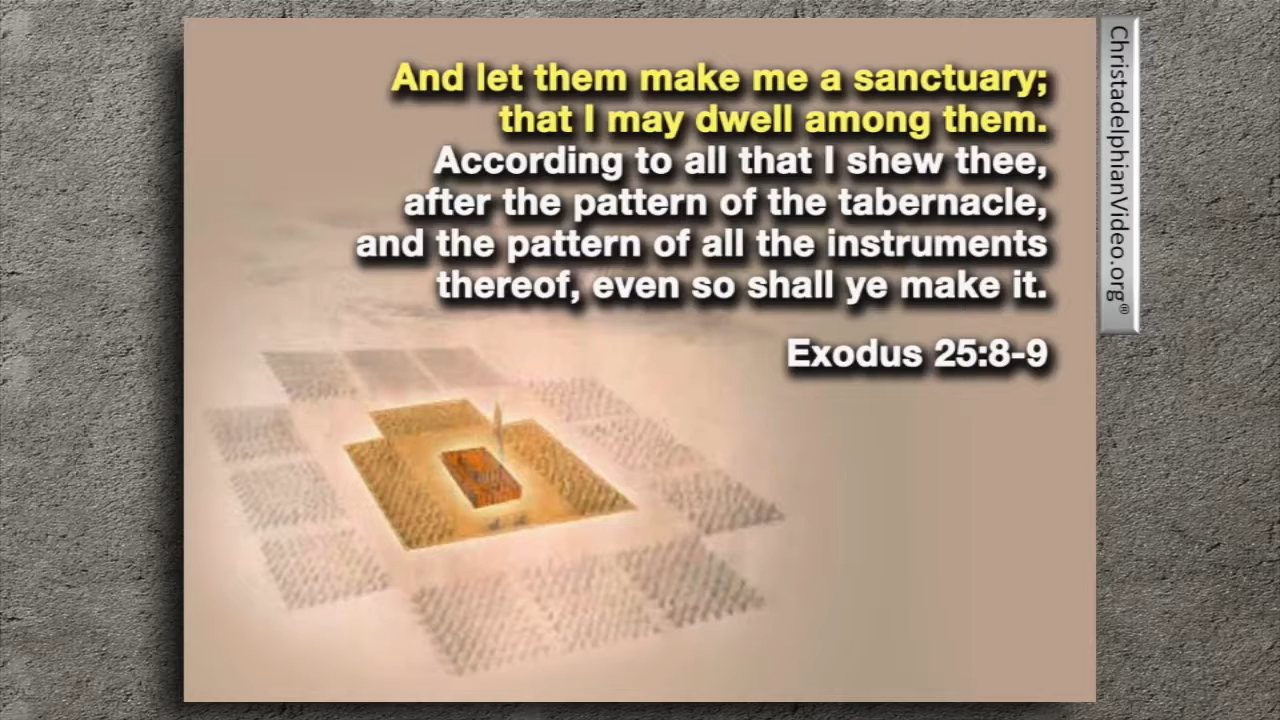 And let them make me a sanctuary;
that I may dwell among them.
According to all that I shew thee,
after the pattern of the tabernacle,
and the pattern of all the instruments
thereof, even so shall ye make it.
Exodus 25:8-9
ChristadelphianVideo.org®